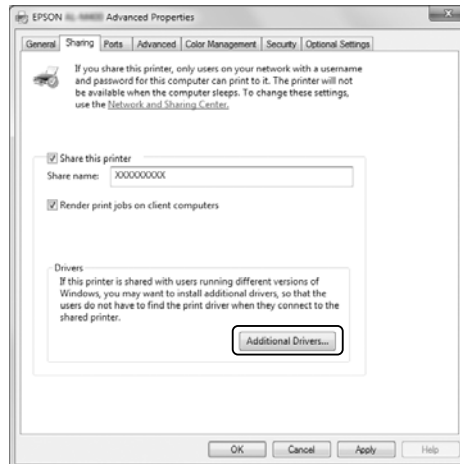 EPSON Advanced Properties
General Sharing Ports Advanced Color Management Security Optional Settings
If you share this printer, only users on your network with a username
and password for this computer can print to it. The printer will not
be available when the computer sleeps. To change these settings,
use the Network and Sharing Center.
Share this printer
Share name: XXXXXXXXX
Render print jobs on client computers
Drivers
If this printer is shared with users running different versions of
Windows, you may want to install additional drivers, so that the
users do not have to find the print driver when they connect to the
shared printer.
Additional Drivers...
OK Cancel Apply Help